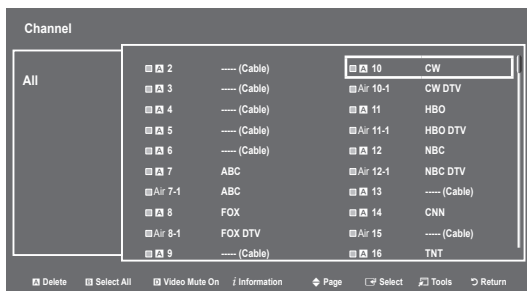 Channel
All
A 2 ----- (Cable)
A 3 ----- (Cable)
A 4 ----- (Cable)
A 5 ----- (Cable)
A 6 ----- (Cable)
A 7 ABC
Air 7-1 ABC
A 8 FOX
Air 8-1 FOX DTV
A 9 ----- (Cable)
A 10 CW
Air 10-1 CW DTV
A 11 HBO
Air 11-1 HBO DTV
A 12 NBC
Air 12-1 NBC DTV
A 13 ----- (Cable)
A 14 CNN
Air 15 ----- (Cable)
A 16 TNT
A Delete B Select All D Video Mute On i Information Page Select Tools Return